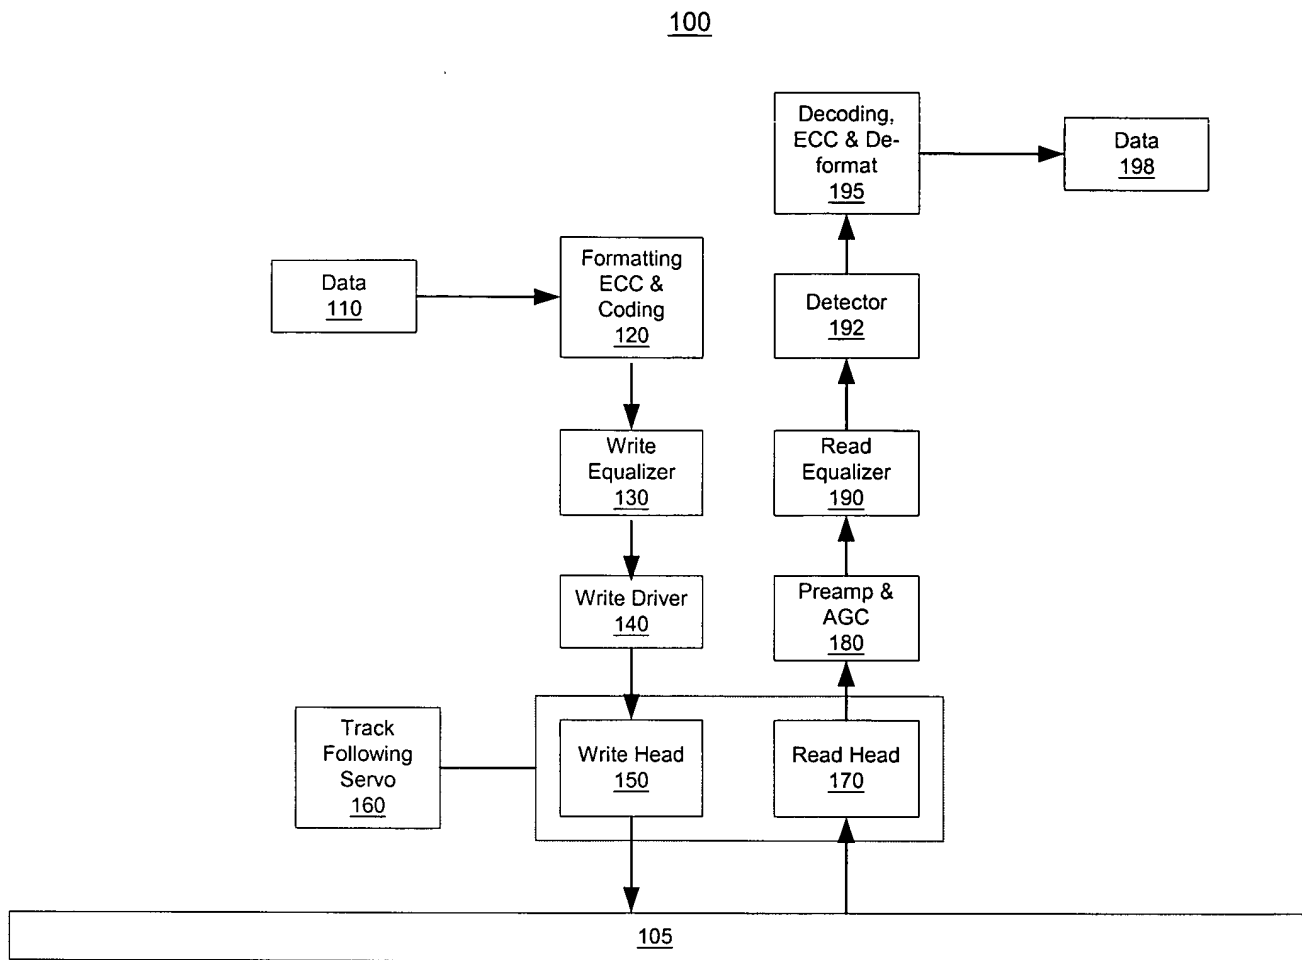 100
Decoding,
ECC & De-
format
195
Data
198
Data
110
Formatting
ECC &
Coding
120
Detector
192
Write
Equalizer
130
Read
Equalizer
190
Write Driver
140
Preamp &
AGC
180
Track
Following
Servo
160
Write Head
150
Read Head
170
105